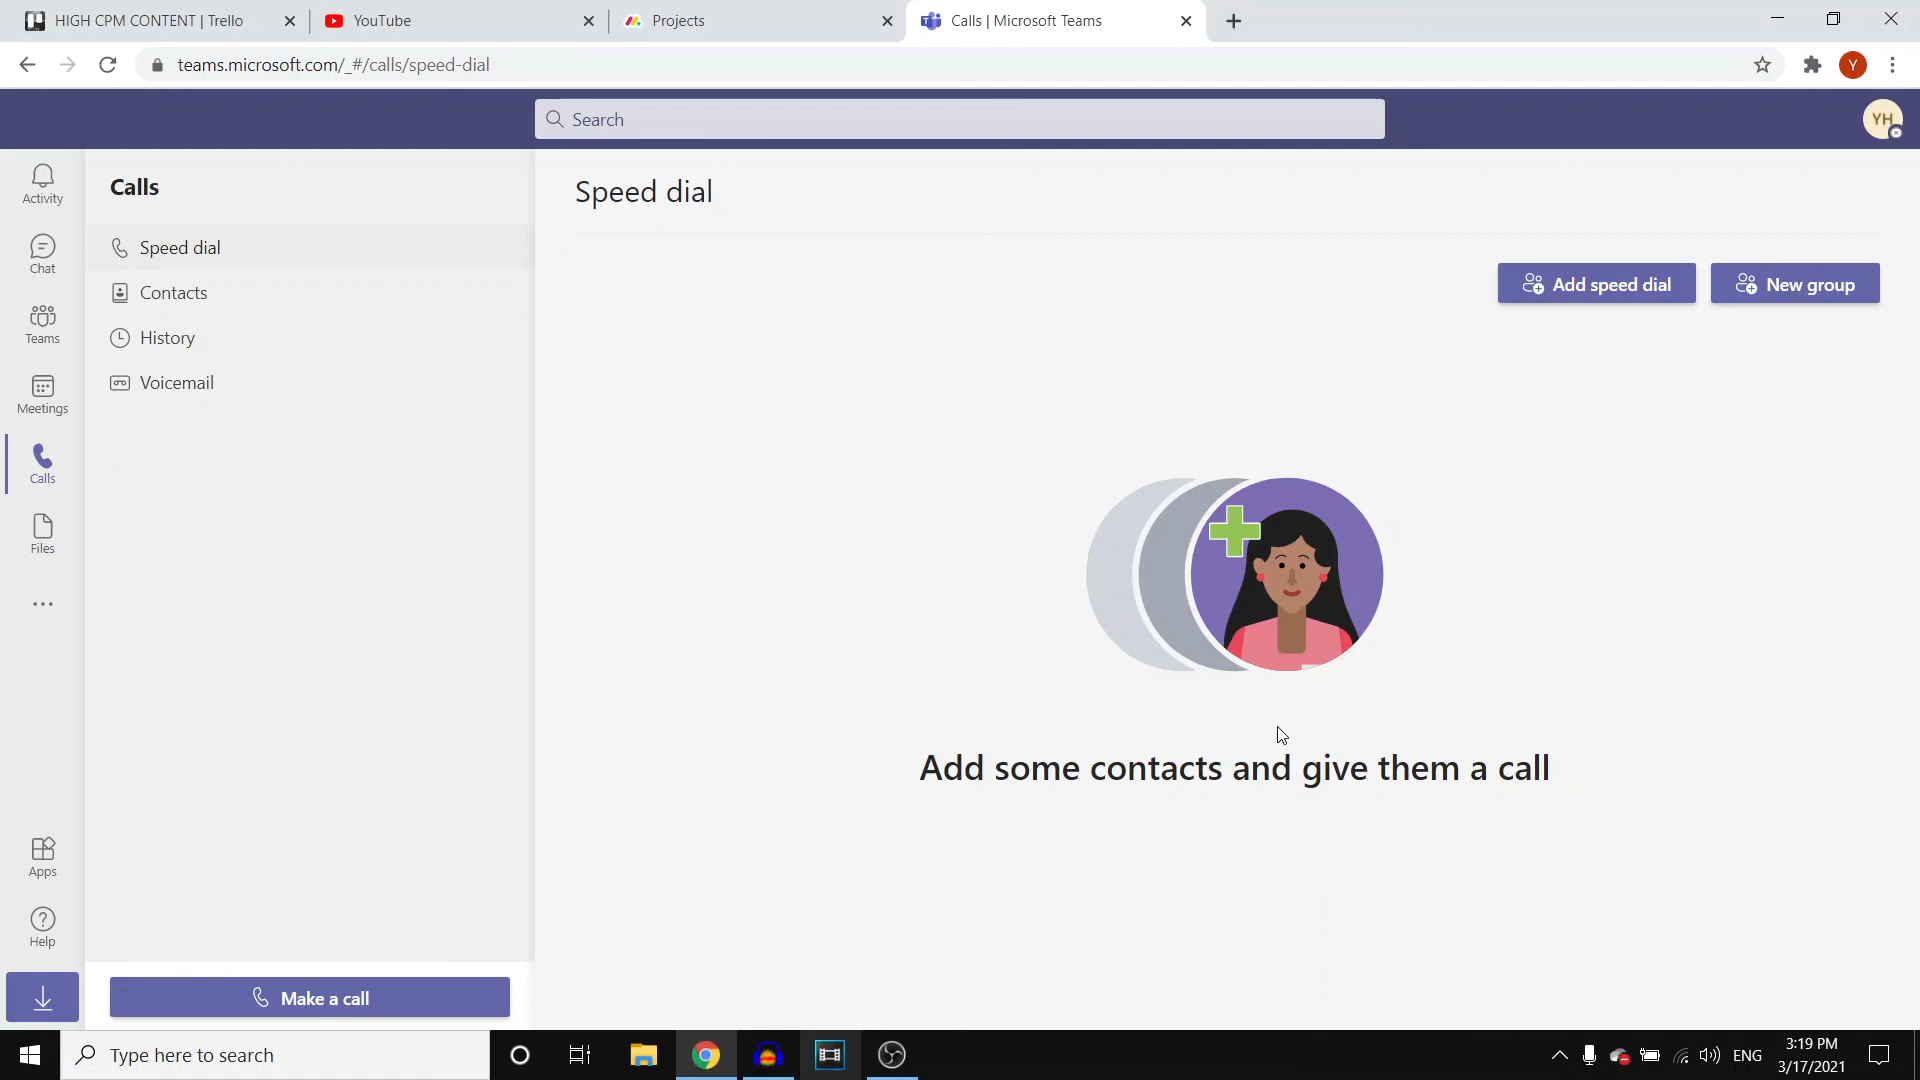 HIGH CPM CONTENT | Trello
YouTube
Projects
Calls | Microsoft Teams
teams.microsoft.com/_#/calls/speed-dial
Y
Search
YH
Activity
Chat
Teams
Meetings
Calls
Files
Apps
Help
Calls
Speed dial
Contacts
History
Voicemail
Make a call
Speed dial
Add speed dial
New group
Add some contacts and give them a call
Type here to search
ENG
3:19 PM
3/17/2021